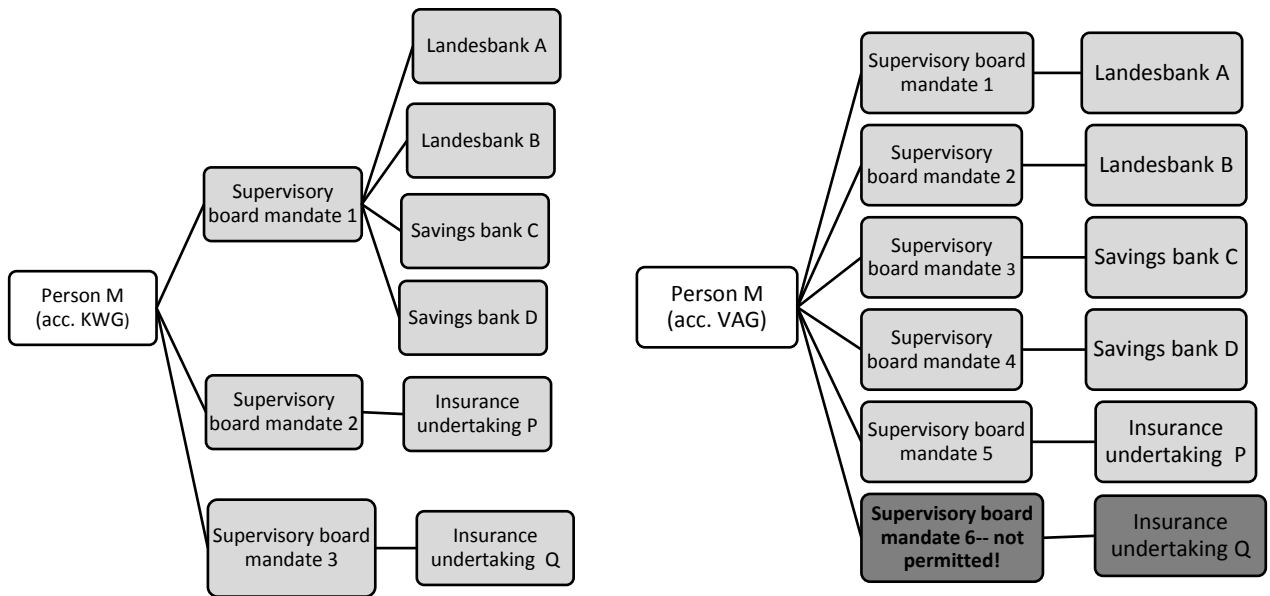 Person M
(acc. KWG)
Supervisory
board mandate 1
Landesbank A
Landesbank B
Savings bank C
Savings bank D
Supervisory
board mandate 2
Insurance
undertaking P
Supervisory board
mandate 3
Insurance
undertaking Q
Person M
(acc. VAG)
Supervisory board
mandate 1
Landesbank A
Supervisory
board mandate 2
Landesbank B
Supervisory
board mandate 3
Savings bank C
Supervisory
board mandate 4
Savings bank D
Supervisory board
mandate 5
Insurance
undertaking P
Supervisory board
mandate 6-- not
permitted!
Insurance
undertaking Q